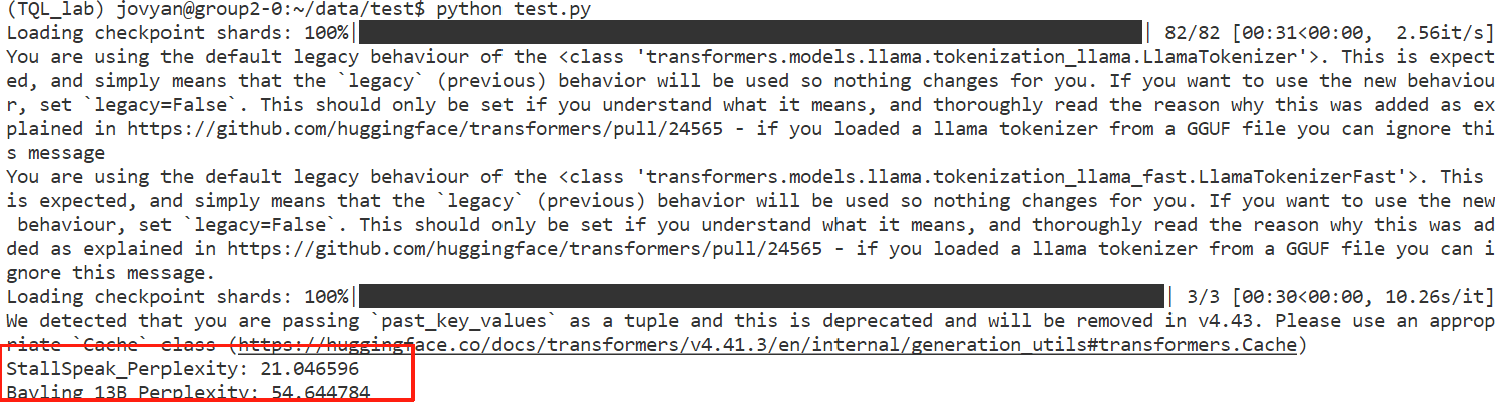 (TQL_lab) jovyan@group2-0:~/data/test$ python test.py
Loading checkpoint shards: 100%|| 82/82 [00:31<00:00,  2.56it/s]
You are using the default legacy behaviour of the <class 'transformers.models.llama.tokenization_llama.LlamaTokenizer'>. This is expect
ed, and simply means that the `legacy` (previous) behavior will be used so nothing changes for you. If you want to use the new behaviou
r, set `legacy=False`. This should only be set if you understand what it means, and thoroughly read the reason why this was added as ex
plained in https://github.com/huggingface/transformers/pull/24565 - if you loaded a llama tokenizer from a GGUF file you can ignore thi
s message
You are using the default legacy behaviour of the <class 'transformers.models.llama.tokenization_llama_fast.LlamaTokenizerFast'>. This 
is expected, and simply means that the `legacy` (previous) behavior will be used so nothing changes for you. If you want to use the new
 behaviour, set `legacy=False`. This should only be set if you understand what it means, and thoroughly read the reason why this was ad
ded as explained in https://github.com/huggingface/transformers/pull/24565 - if you loaded a llama tokenizer from a GGUF file you can i
gnore this message.
Loading checkpoint shards: 100%|| 3/3 [00:30<00:00, 10.26s/it]
We detected that you are passing `past_key_values` as a tuple and this is deprecated and will be removed in v4.43. Please use an approp
riate `Cache` class (https://huggingface.co/docs/transformers/v4.41.3/en/internal/generation_utils#transformers.Cache)
StallSpeak_Perplexity: 21.046596
Bayling_13B_Perplexity: 54.644784